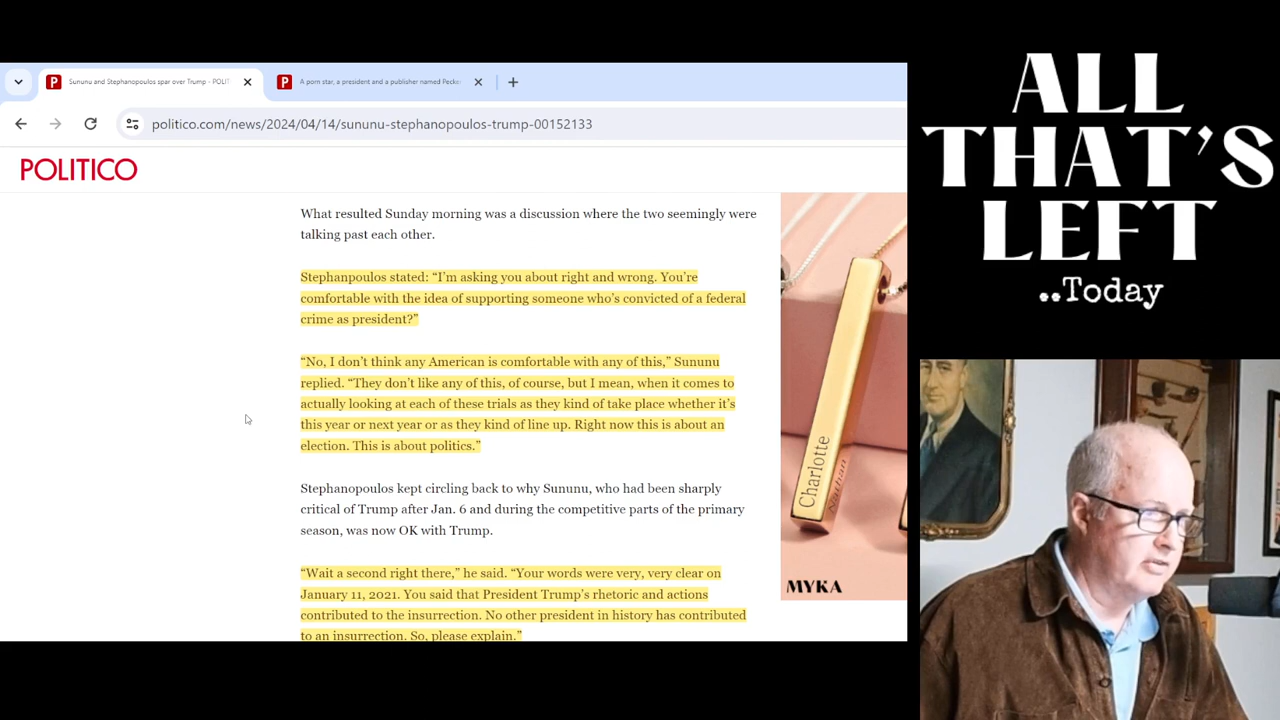 Sununu and Stephanopoulos spar over Trump - POLIT
A porn star, a president and a publisher named Pecke
politico.com/news/2024/04/14/sununu-stephanopoulos-trump-00152133
POLITICO
What resulted Sunday morning was a discussion where the two seemingly were
talking past each other.
Stephanpoulos stated: “I’m asking you about right and wrong. You’re
comfortable with the idea of supporting someone who’s convicted of a federal
crime as president?”
“No, I don’t think any American is comfortable with any of this,” Sununu
replied. “They don’t like any of this, of course, but I mean, when it comes to
actually looking at each of these trials as they kind of take place whether it’s
this year or next year or as they kind of line up. Right now this is about an
election. This is about politics.”
Stephanopoulos kept circling back to why Sununu, who had been sharply
critical of Trump after Jan. 6 and during the competitive parts of the primary
season, was now OK with Trump.
“Wait a second right there,” he said. “Your words were very, very clear on
January 11, 2021. You said that President Trump’s rhetoric and actions
contributed to the insurrection. No other president in history has contributed
to an insurrection. So, please explain.”
Charlotte
Nathan
MYKA
ALL
THAT’S
LEFT
..Today